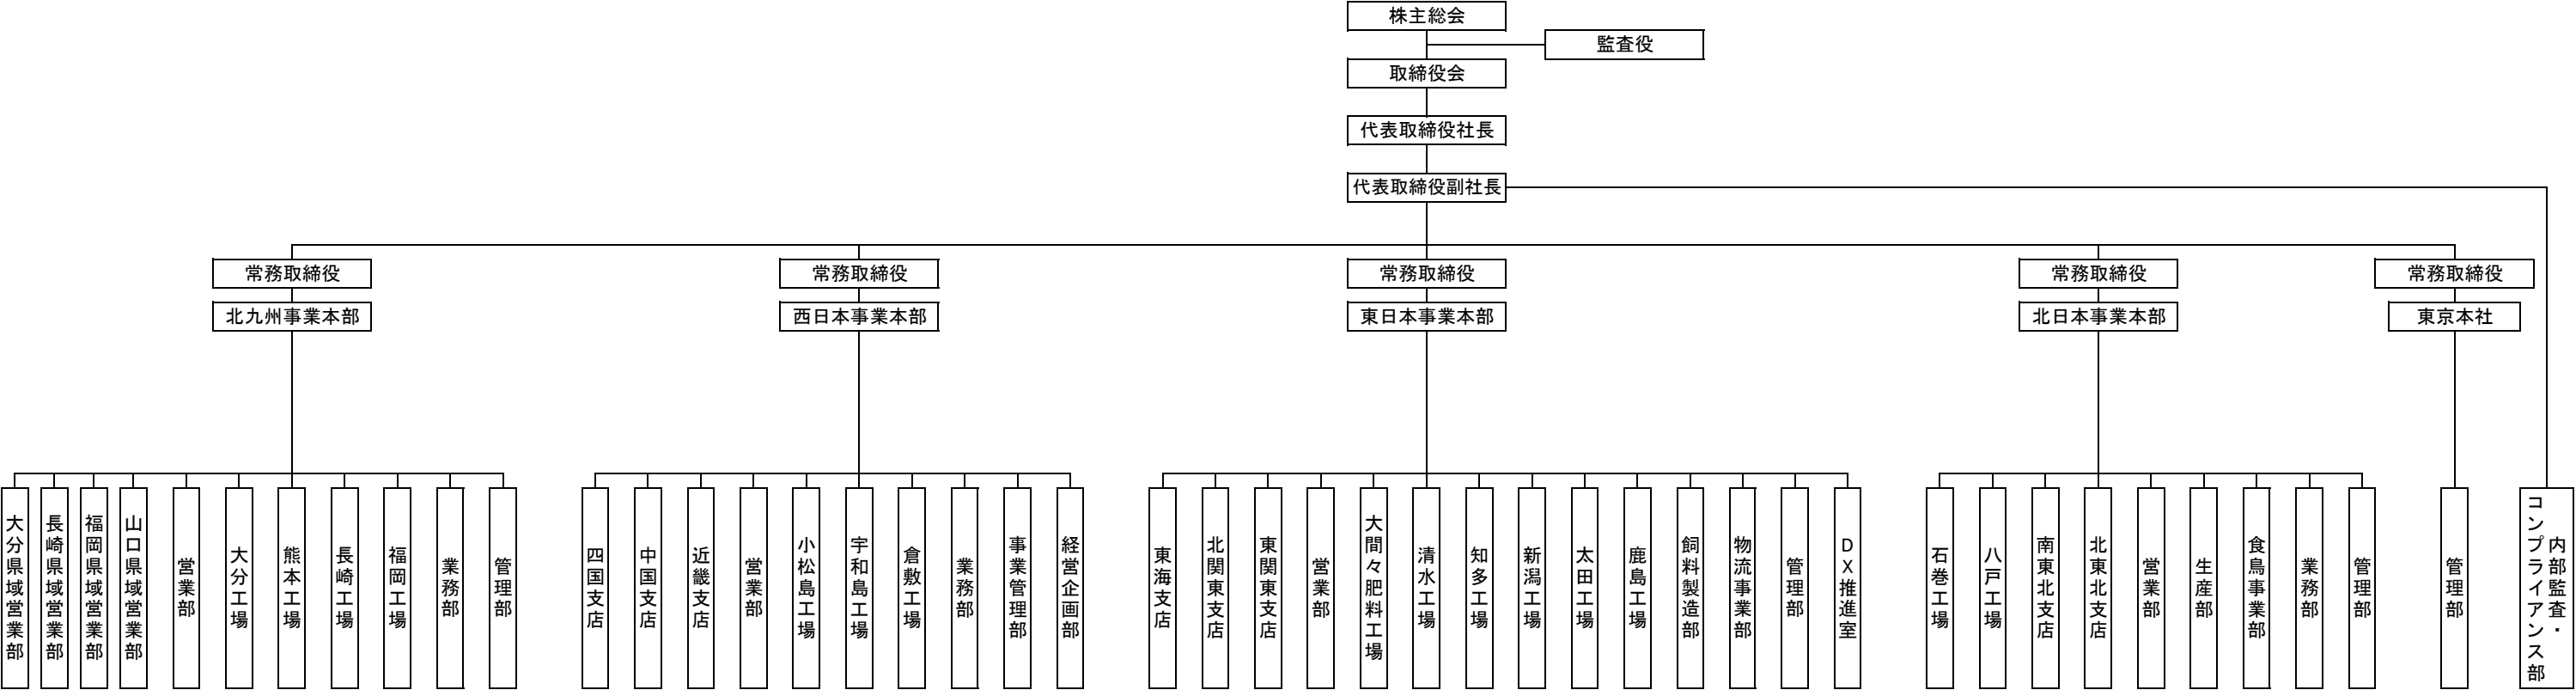 株主総会
監査役
取締役会
代表取締役社長
代表取締役副社長
常務取締役
常務取締役
常務取締役
常務取締役
常務取締役
北九州事業本部
西日本事業本部
東日本事業本部
北日本事業本部
東京本社
大分県域営業部
長崎県域営業部
福岡県域営業部
山口県域営業部
営業部
大分工場
熊本工場
長崎工場
福岡工場
業務部
管理部
四国支店
中国支店
近畿支店
営業部
小松島工場
宇和島工場
倉敷工場
業務部
事業管理部
経営企画部
東海支店
北関東支店
東関東支店
営業部
大間々肥料工場
清水工場
知多工場
新潟工場
太田工場
鹿島工場
飼料製造部
物流事業部
管理部
DX推進室
石巻工場
八戸工場
南東北支店
北東北支店
営業部
生産部
食鳥事業部
業務部
管理部
管理部
内部監査・
コンプライアンス部